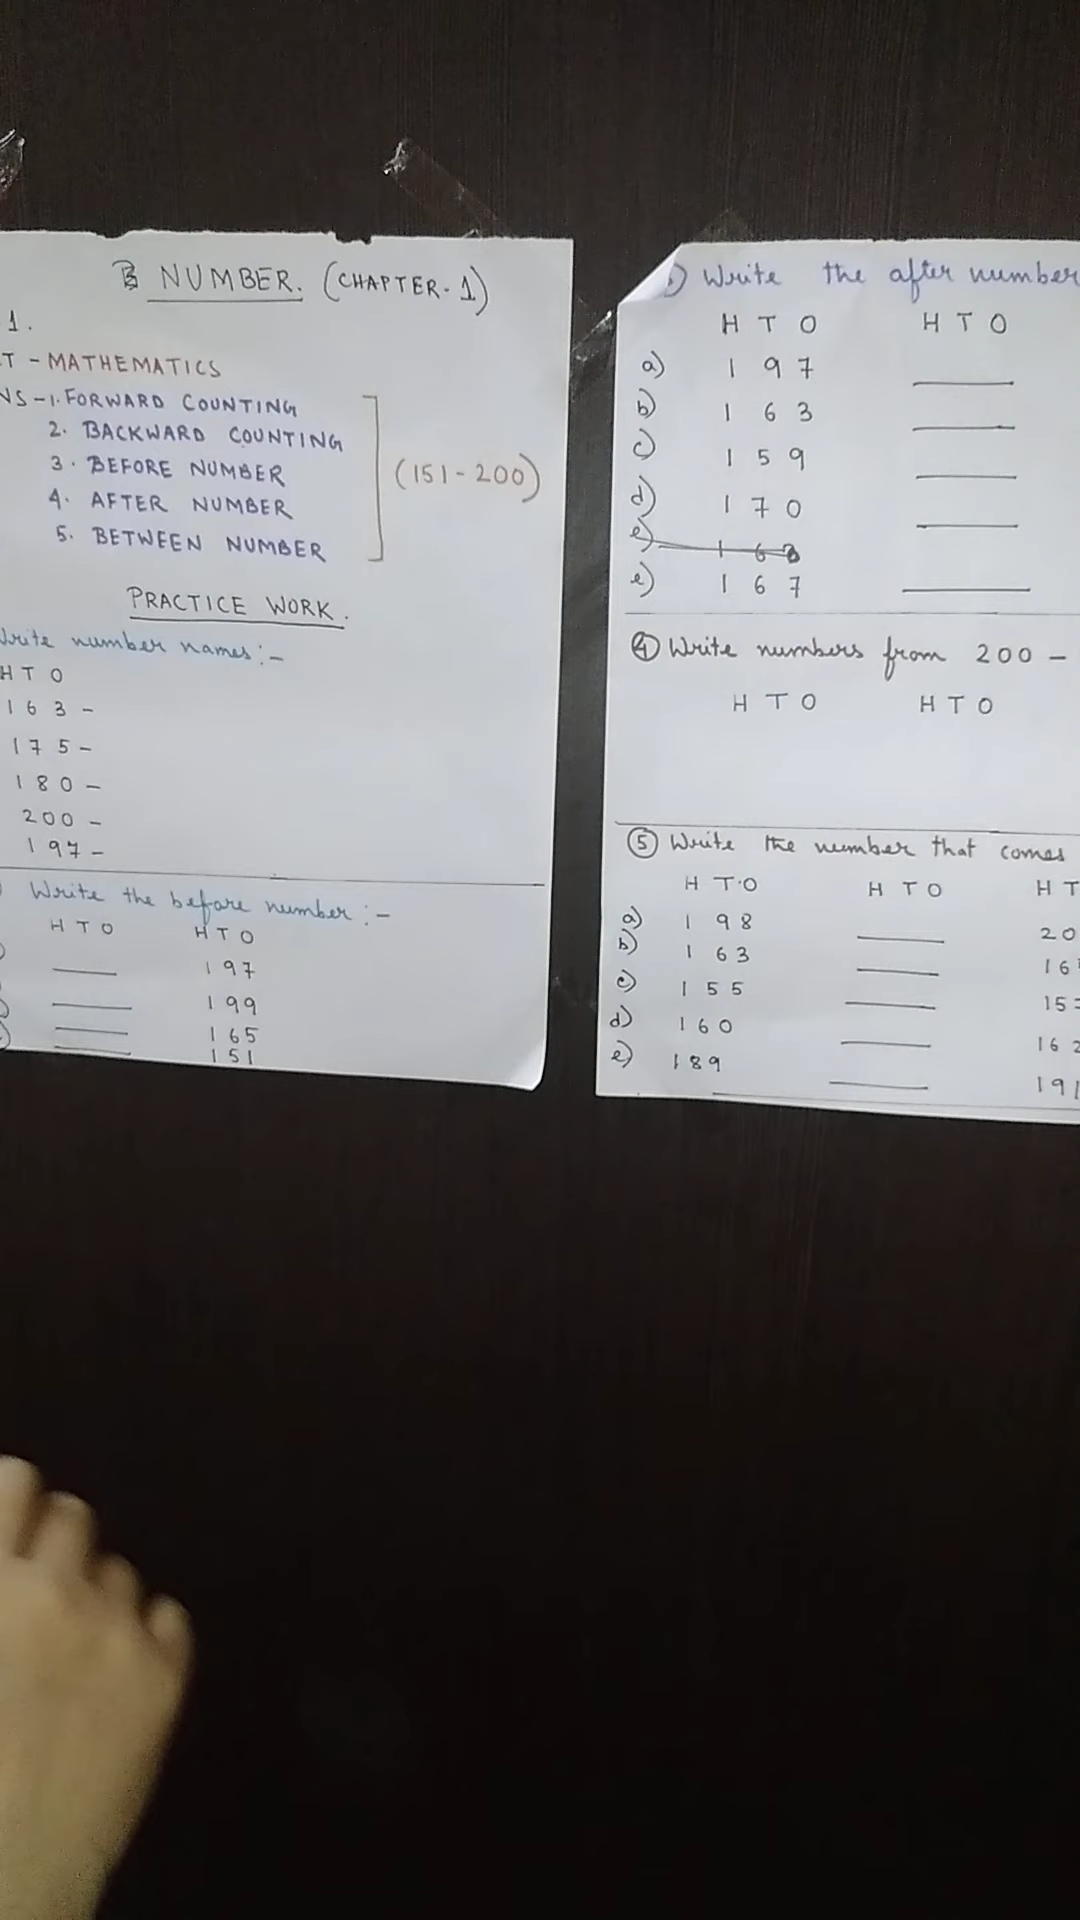 NUMBER. (CHAPTER-1)
1.
T - MATHEMATICS
NS - 1. FORWARD COUNTING
2. BACKWARD COUNTING
3. BEFORE NUMBER
4. AFTER NUMBER
5. BETWEEN NUMBER
(151-200)
PRACTICE WORK.
Write number names:-
H T O
1 6 3 -
1 7 5 -
1 8 0 -
2 0 0 -
1 9 7 -
Write the before number :-
H T O H T O
1 9 7
1 9 9
1 6 5
1 5 1
) Write the after number
H T O H T O
a) 1 9 7
b) 1 6 3
c) 1 5 9
d) 1 7 0
e) 1 6 7
④ Write numbers from 200 -
H T O H T O
⑤ Write the number that comes
H T.O H T O H T
a) 1 9 8 20
b) 1 6 3 16
c) 1 5 5 15
d) 1 6 0 162
e) 1 8 9 191